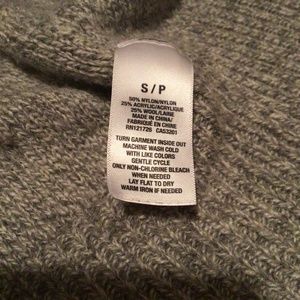 S / P
50% NYLON/NYLON
25% ACRYLIC/ACRYLIQUE
25% WOOL/LAINE
MADE IN CHINA/
FABRIQUÉ EN CHINE
RN121726 CA53201
TURN GARMENT INSIDE OUT
MACHINE WASH COLD
WITH LIKE COLORS
GENTLE CYCLE
ONLY NON-CHLORINE BLEACH
WHEN NEEDED
LAY FLAT TO DRY
WARM IRON IF NEEDED